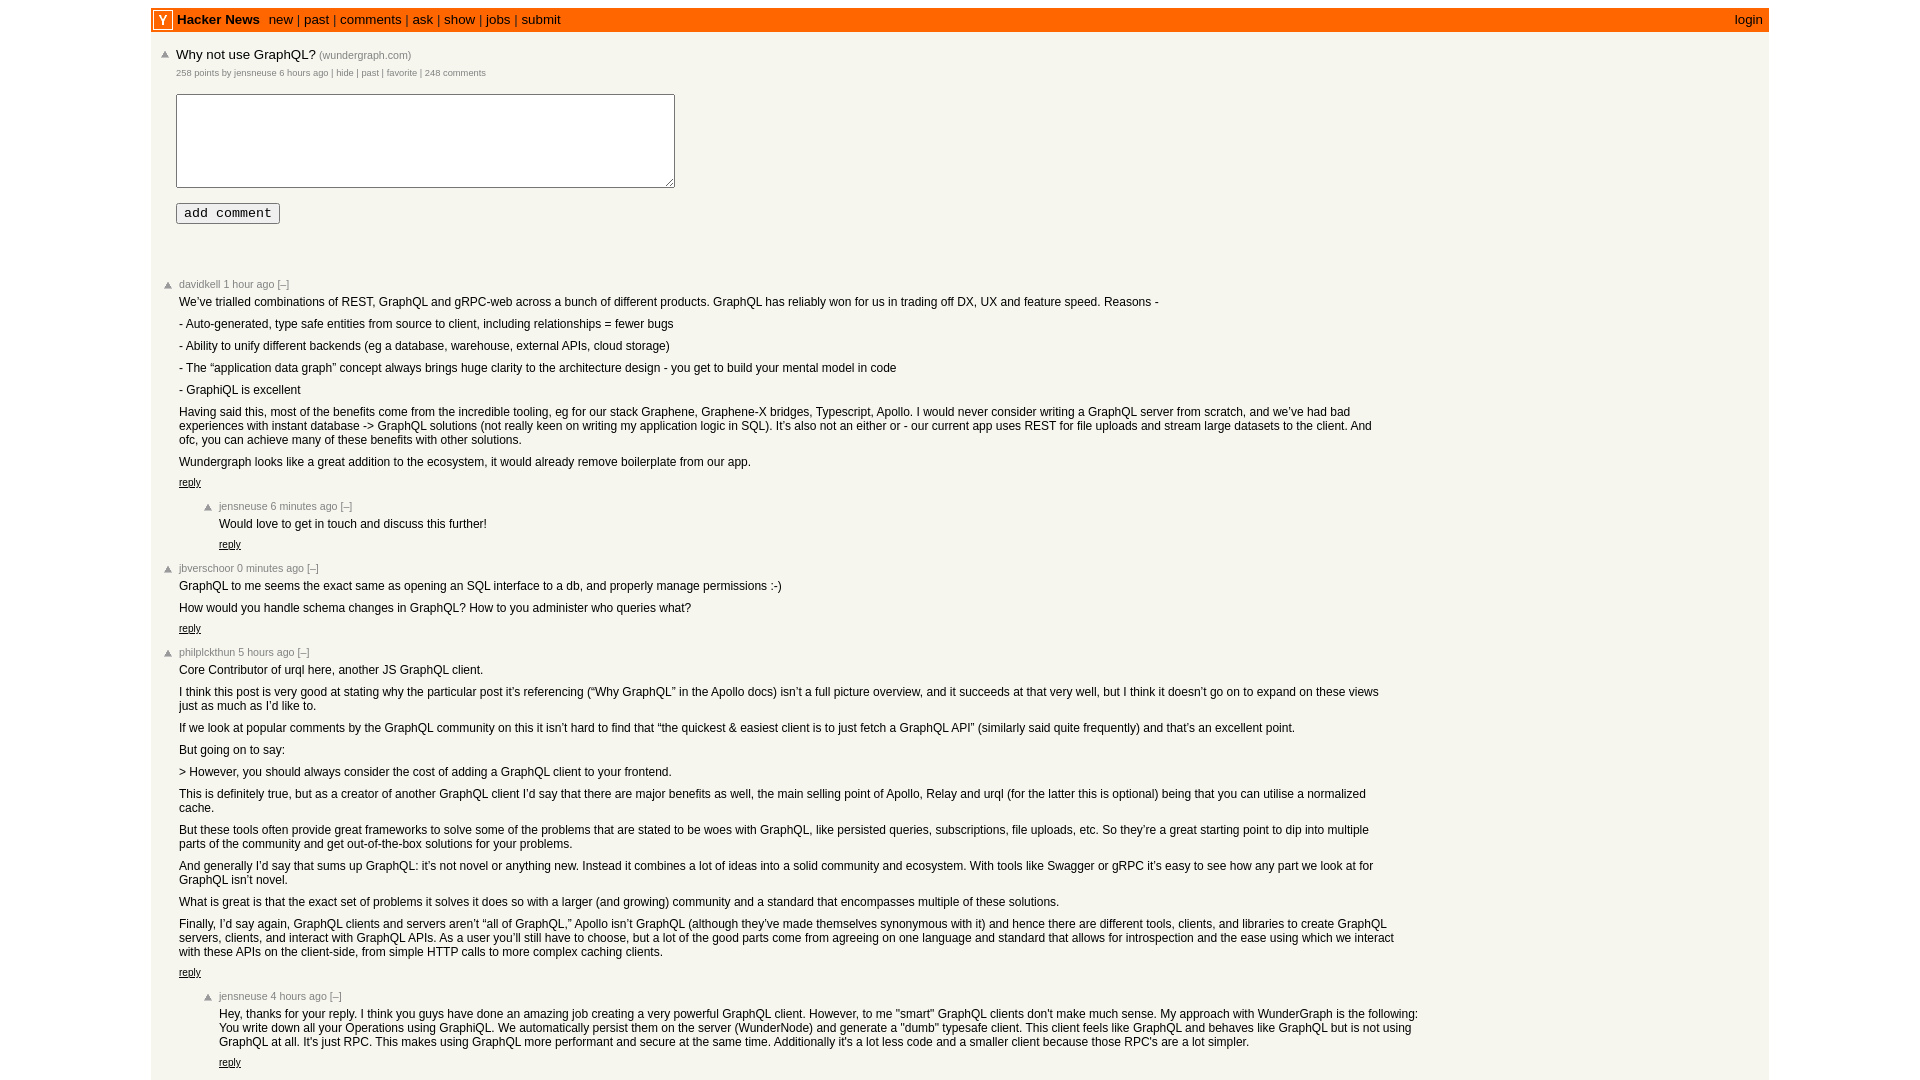 Y Hacker News new | past | comments | ask | show | jobs | submit login
Why not use GraphQL? (wundergraph.com)
258 points by jensneuse 6 hours ago | hide | past | favorite | 248 comments
add comment
davidkell 1 hour ago [–]
We’ve trialled combinations of REST, GraphQL and gRPC-web across a bunch of different products. GraphQL has reliably won for us in trading off DX, UX and feature speed. Reasons -
- Auto-generated, type safe entities from source to client, including relationships = fewer bugs
- Ability to unify different backends (eg a database, warehouse, external APIs, cloud storage)
- The “application data graph” concept always brings huge clarity to the architecture design - you get to build your mental model in code
- GraphiQL is excellent
Having said this, most of the benefits come from the incredible tooling, eg for our stack Graphene, Graphene-X bridges, Typescript, Apollo. I would never consider writing a GraphQL server from scratch, and we’ve had bad
experiences with instant database -> GraphQL solutions (not really keen on writing my application logic in SQL). It’s also not an either or - our current app uses REST for file uploads and stream large datasets to the client. And
ofc, you can achieve many of these benefits with other solutions.
Wundergraph looks like a great addition to the ecosystem, it would already remove boilerplate from our app.
reply
jensneuse 6 minutes ago [–]
Would love to get in touch and discuss this further!
reply
jbverschoor 0 minutes ago [–]
GraphQL to me seems the exact same as opening an SQL interface to a db, and properly manage permissions :-)
How would you handle schema changes in GraphQL? How to you administer who queries what?
reply
philplckthun 5 hours ago [–]
Core Contributor of urql here, another JS GraphQL client.
I think this post is very good at stating why the particular post it’s referencing (“Why GraphQL” in the Apollo docs) isn’t a full picture overview, and it succeeds at that very well, but I think it doesn’t go on to expand on these views
just as much as I’d like to.
If we look at popular comments by the GraphQL community on this it isn’t hard to find that “the quickest & easiest client is to just fetch a GraphQL API” (similarly said quite frequently) and that’s an excellent point.
But going on to say:
> However, you should always consider the cost of adding a GraphQL client to your frontend.
This is definitely true, but as a creator of another GraphQL client I’d say that there are major benefits as well, the main selling point of Apollo, Relay and urql (for the latter this is optional) being that you can utilise a normalized
cache.
But these tools often provide great frameworks to solve some of the problems that are stated to be woes with GraphQL, like persisted queries, subscriptions, file uploads, etc. So they’re a great starting point to dip into multiple
parts of the community and get out-of-the-box solutions for your problems.
And generally I’d say that sums up GraphQL: it’s not novel or anything new. Instead it combines a lot of ideas into a solid community and ecosystem. With tools like Swagger or gRPC it’s easy to see how any part we look at for
GraphQL isn’t novel.
What is great is that the exact set of problems it solves it does so with a larger (and growing) community and a standard that encompasses multiple of these solutions.
Finally, I’d say again, GraphQL clients and servers aren’t “all of GraphQL,” Apollo isn’t GraphQL (although they’ve made themselves synonymous with it) and hence there are different tools, clients, and libraries to create GraphQL
servers, clients, and interact with GraphQL APIs. As a user you’ll still have to choose, but a lot of the good parts come from agreeing on one language and standard that allows for introspection and the ease using which we interact
with these APIs on the client-side, from simple HTTP calls to more complex caching clients.
reply
jensneuse 4 hours ago [–]
Hey, thanks for your reply. I think you guys have done an amazing job creating a very powerful GraphQL client. However, to me "smart" GraphQL clients don't make much sense. My approach with WunderGraph is the following:
You write down all your Operations using GraphiQL. We automatically persist them on the server (WunderNode) and generate a "dumb" typesafe client. This client feels like GraphQL and behaves like GraphQL but is not using
GraphQL at all. It's just RPC. This makes using GraphQL more performant and secure at the same time. Additionally it's a lot less code and a smaller client because those RPC's are a lot simpler.
reply